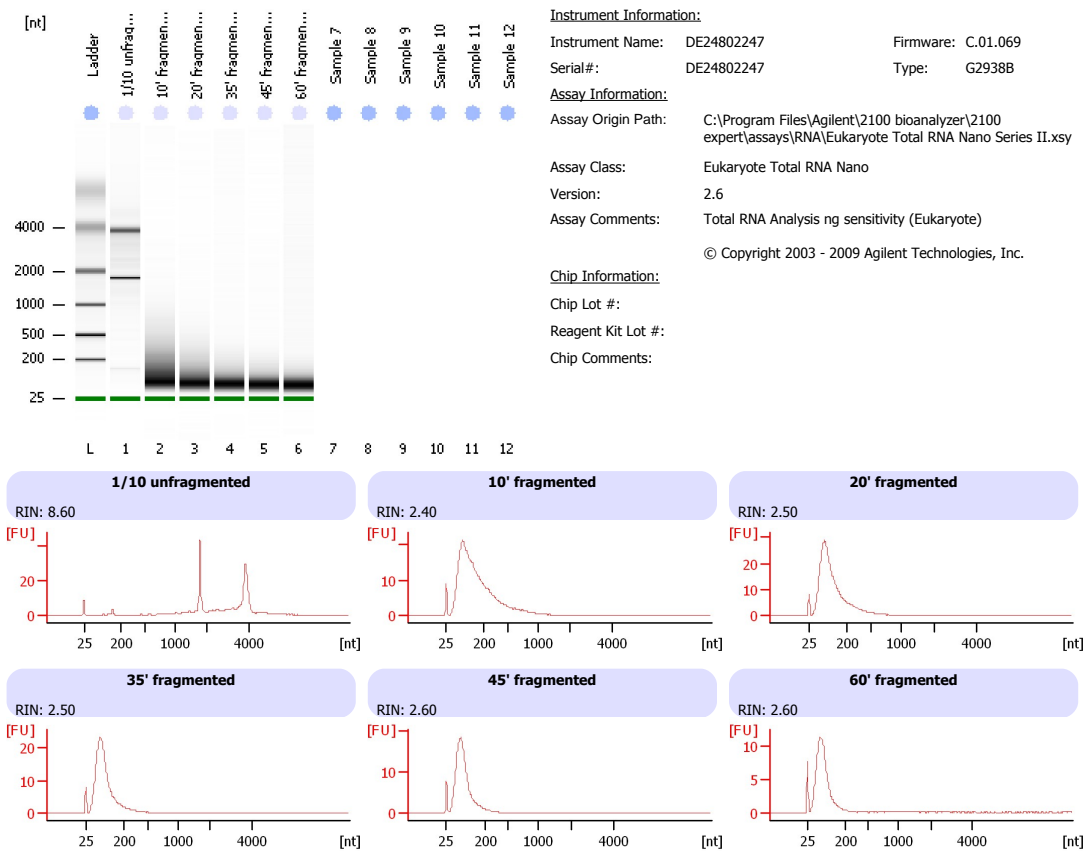 [nt]
Ladder
1/10 unfrag...
10' fragmen...
20' fragmen...
35' fragmen...
45' fragmen...
60' fragmen...
Sample 7
Sample 8
Sample 9
Sample 10
Sample 11
Sample 12
4000
2000
1000
500
200
25
L 1 2 3 4 5 6 7 8 9 10 11 12
Instrument Information:
Instrument Name: DE24802247 Firmware: C.01.069
Serial#: DE24802247 Type: G2938B
Assay Information:
Assay Origin Path: C:\Program Files\Agilent\2100 bioanalyzer\2100
expert\assays\RNA\Eukaryote Total RNA Nano Series II.xsy
Assay Class: Eukaryote Total RNA Nano
Version: 2.6
Assay Comments: Total RNA Analysis ng sensitivity (Eukaryote)
© Copyright 2003 - 2009 Agilent Technologies, Inc.
Chip Information:
Chip Lot #:
Reagent Kit Lot #:
Chip Comments:
1/10 unfragmented
RIN: 8.60
[FU]
20
0
25 200 1000 4000 [nt]
10' fragmented
RIN: 2.40
[FU]
10
0
25 200 1000 4000 [nt]
20' fragmented
RIN: 2.50
[FU]
20
10
0
25 200 1000 4000 [nt]
35' fragmented
RIN: 2.50
[FU]
20
10
0
25 200 1000 4000 [nt]
45' fragmented
RIN: 2.60
[FU]
10
0
25 200 1000 4000 [nt]
60' fragmented
RIN: 2.60
[FU]
10
5
0
25 200 1000 4000 [nt]